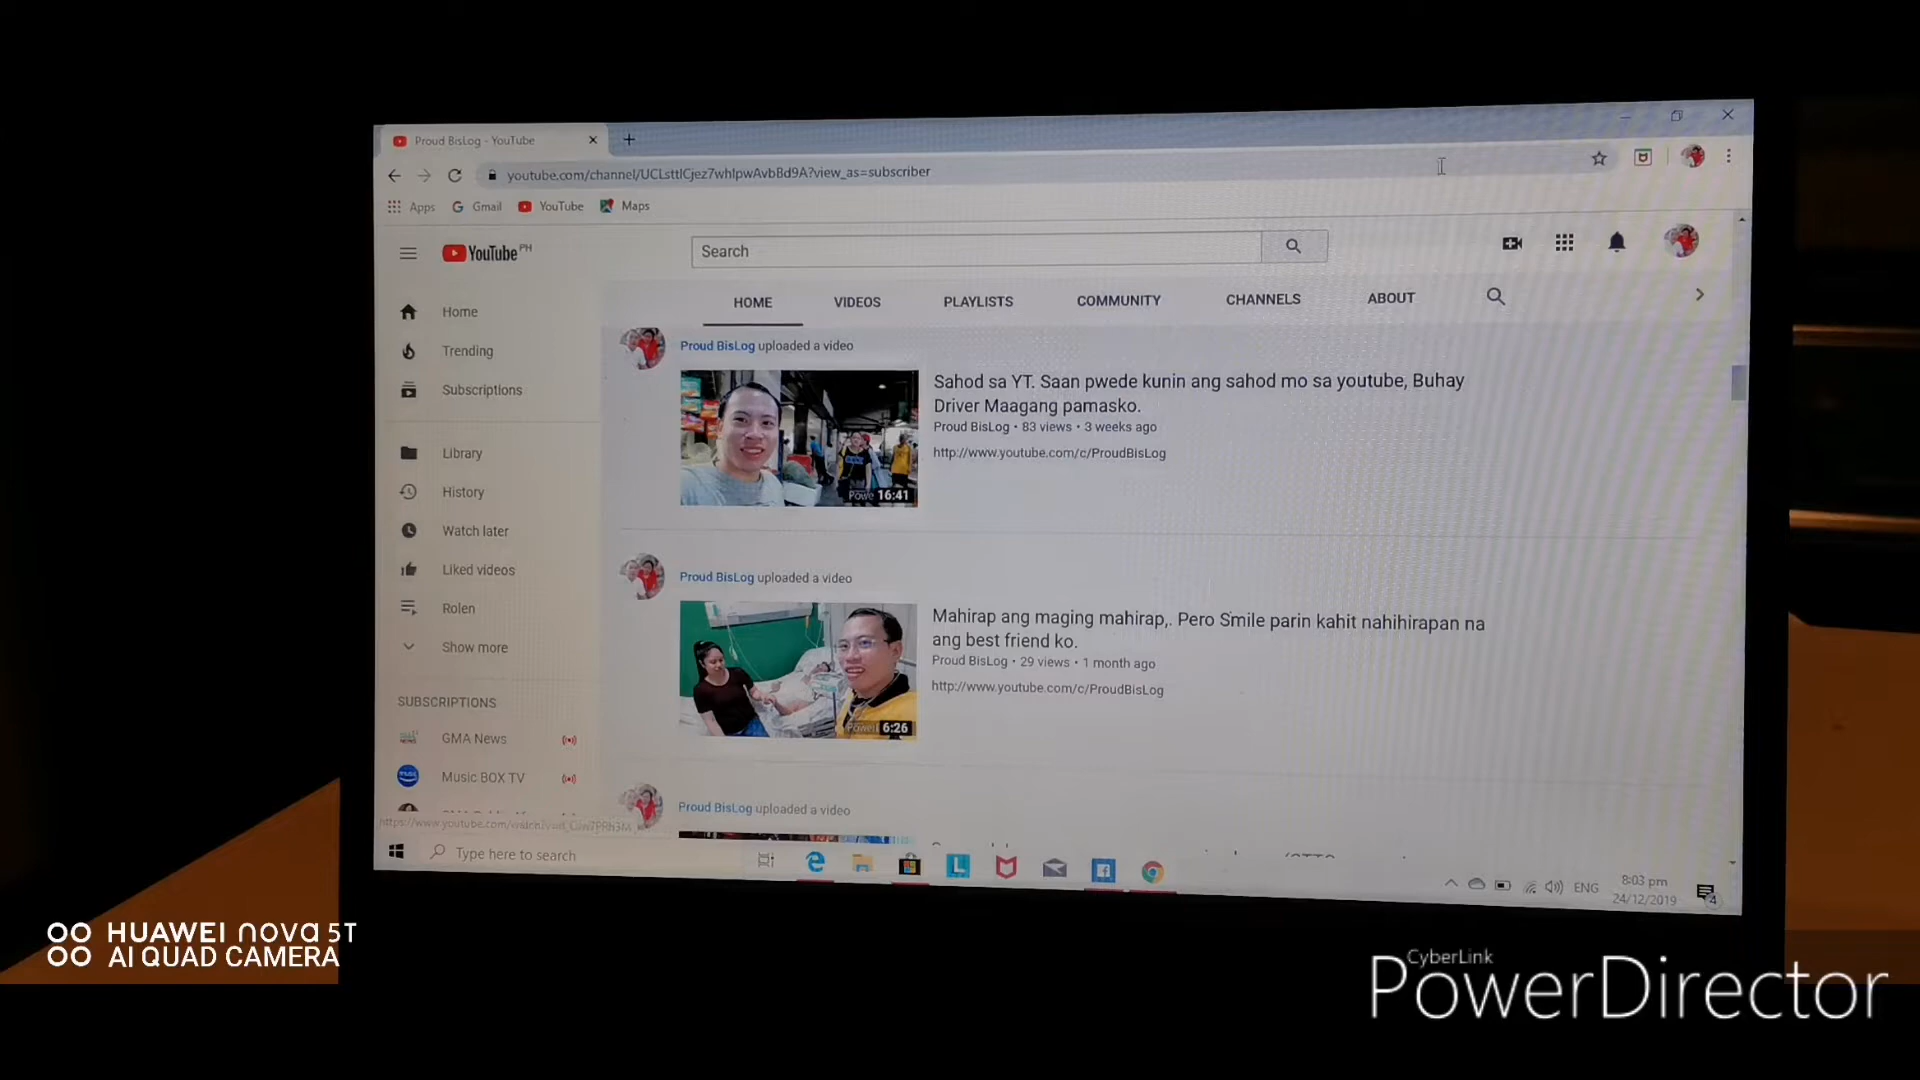 Proud BisLog - YouTube
youtube.com/channel/UCLsttlCjez7whIpwAvbBd9A?view_as=subscriber
Apps Gmail YouTube Maps
YouTube PH
Search
HOME VIDEOS PLAYLISTS COMMUNITY CHANNELS ABOUT
Home
Trending
Subscriptions
Library
History
Watch later
Liked videos
Rolen
Show more
SUBSCRIPTIONS
GMA News
Music BOX TV
Proud BisLog uploaded a video
16:41
Sahod sa YT. Saan pwede kunin ang sahod mo sa youtube, Buhay
Driver Maagang pamasko.
Proud BisLog • 83 views • 3 weeks ago
http://www.youtube.com/c/ProudBisLog
Proud BisLog uploaded a video
6:26
Mahirap ang maging mahirap,. Pero Smile parin kahit nahihirapan na
ang best friend ko.
Proud BisLog • 29 views • 1 month ago
http://www.youtube.com/c/ProudBisLog
Proud BisLog uploaded a video
Type here to search
ENG
8:03 pm
24/12/2019
4
HUAWEI nova 5T
AI QUAD CAMERA
CyberLink
PowerDirector